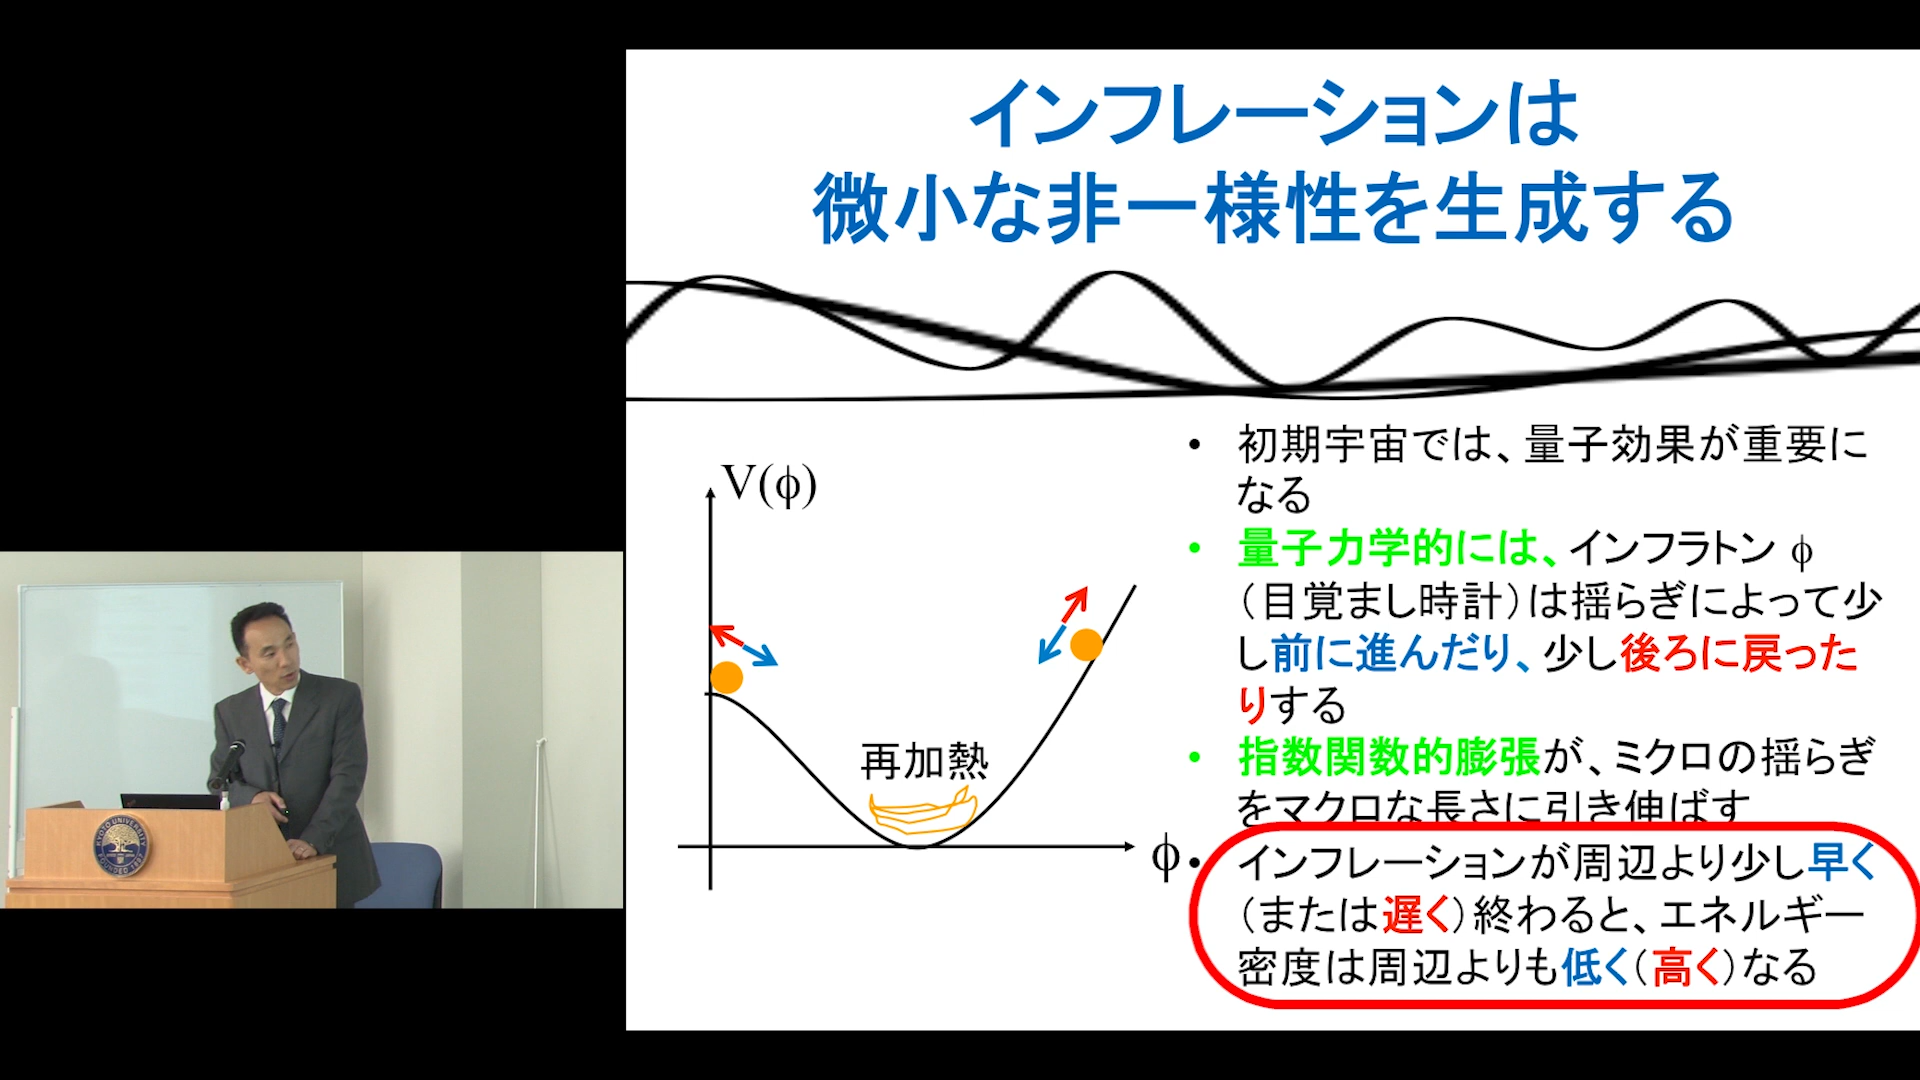 インフレーションは
微小な非一様性を生成する
V(ϕ)
再加熱
ϕ
• 初期宇宙では、量子効果が重要に
なる
• 量子力学的には、インフラトン ϕ
（目覚まし時計）は揺らぎによって少
し前に進んだり、少し後ろに戻った
りする
• 指数関数的膨張が、ミクロの揺らぎ
をマクロな長さに引き伸ばす
• インフレーションが周辺より少し早く
（または遅く）終わると、エネルギー
密度は周辺よりも低く（高く）なる
KYOTO UNIVERSITY
FOUNDED 1897